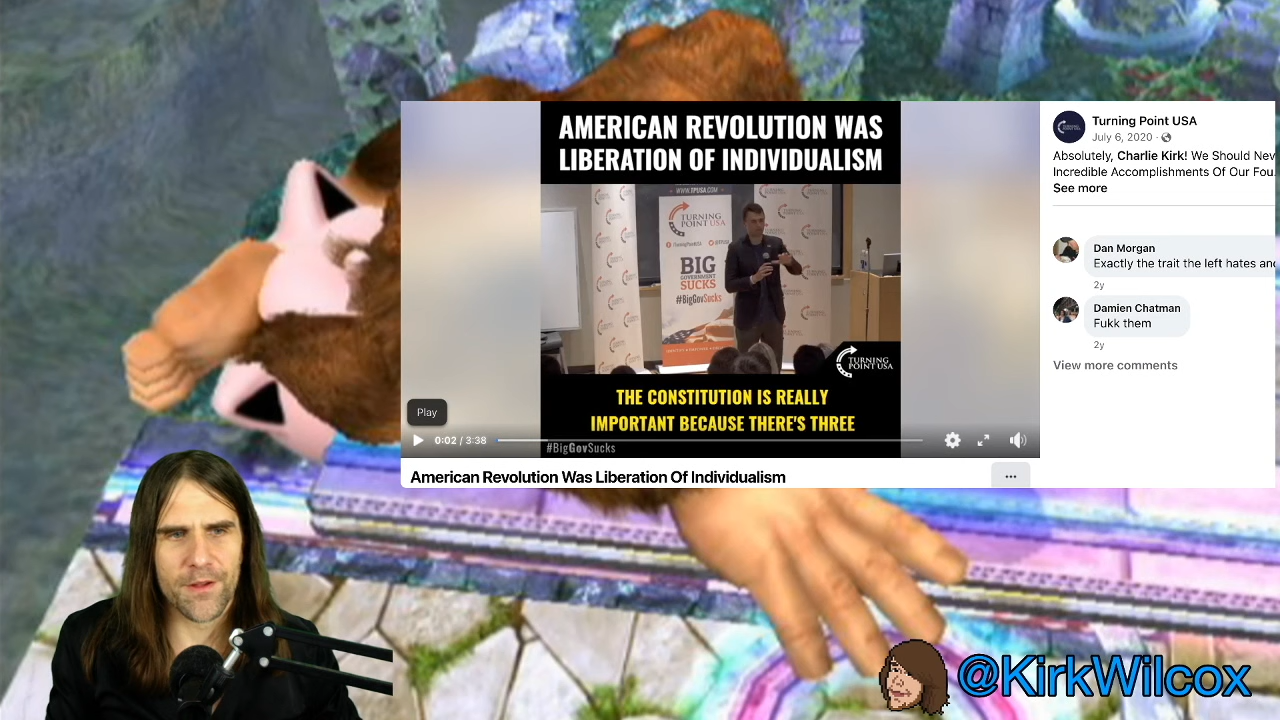 AMERICAN REVOLUTION WAS
LIBERATION OF INDIVIDUALISM
WWW.TPUSA.COM
TURNING
POINT USA
BIG
GOVERNMENT
SUCKS
#BigGovSucks
TURNING
POINT USA
THE CONSTITUTION IS REALLY
IMPORTANT BECAUSE THERE'S THREE
Play
0:02 / 3:38
#BigGovSucks
American Revolution Was Liberation Of Individualism
...
Turning Point USA
July 6, 2020 ·
Absolutely, Charlie Kirk! We Should Nev
Incredible Accomplishments Of Our Fou
See more
Dan Morgan
Exactly the trait the left hates and
2y
Damien Chatman
Fukk them
2y
View more comments
@KirkWilcox